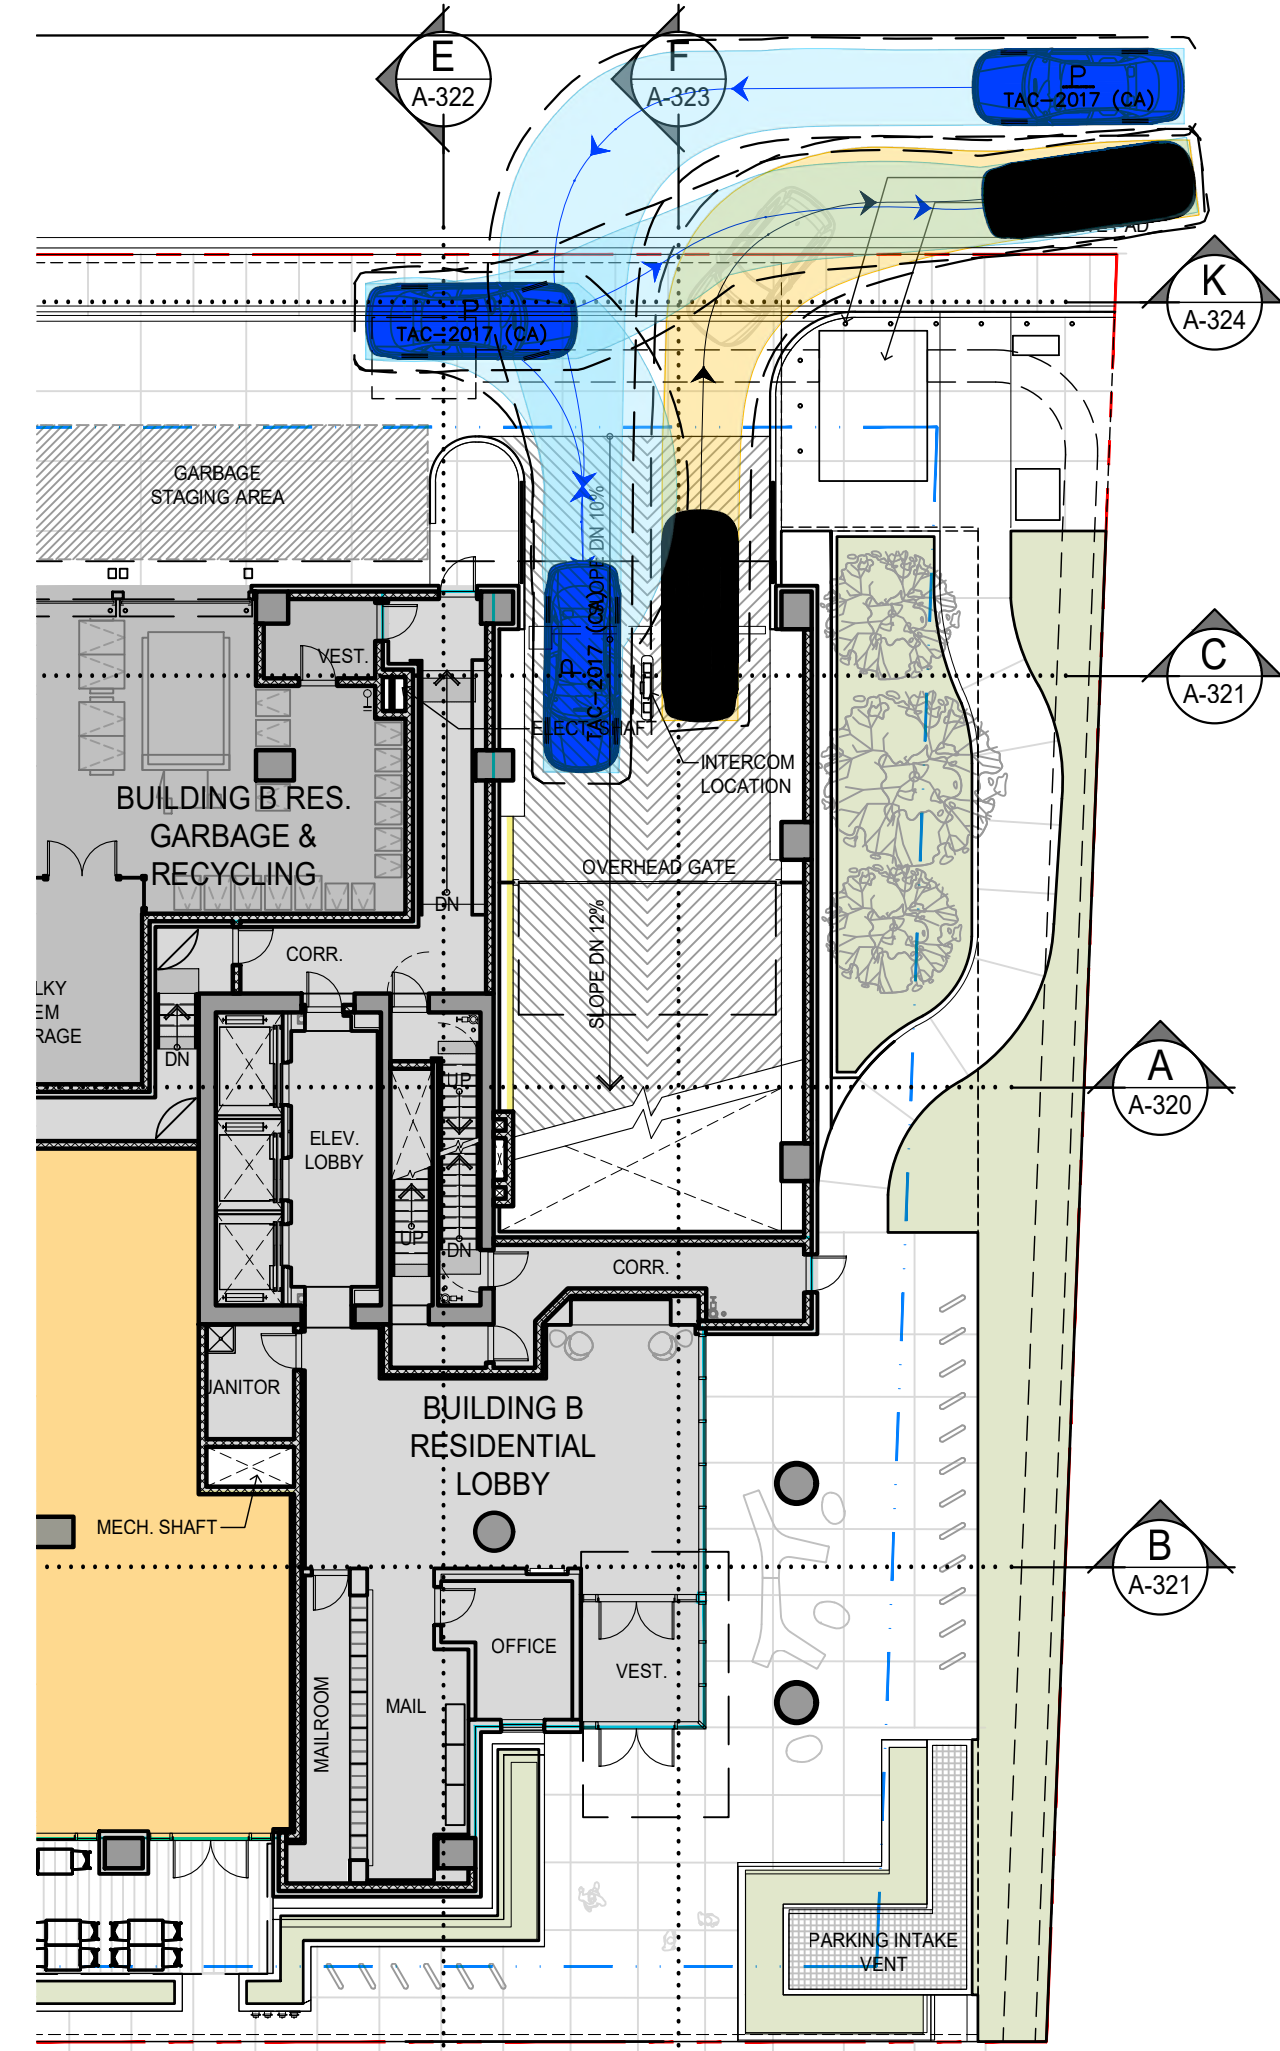 E
A-322
F
A-323
P
TAC-2017 (CA)
K
A-324
P
TAC-2017 (CA)
GARBAGE
STAGING AREA
SLOPE DN 10%
P
TAC-2017 (CA)
C
A-321
VEST.
ELECT. SHAFT
INTERCOM
LOCATION
BUILDING B RES.
GARBAGE &
RECYCLING
OVERHEAD GATE
DN
SLOPE DN 12%
CORR.
LKY
EM
RAGE
DN
UP
A
A-320
ELEV.
LOBBY
UP
DN
CORR.
JANITOR
BUILDING B
RESIDENTIAL
LOBBY
MECH. SHAFT
B
A-321
OFFICE
VEST.
MAILROOM
MAIL
PARKING INTAKE
VENT